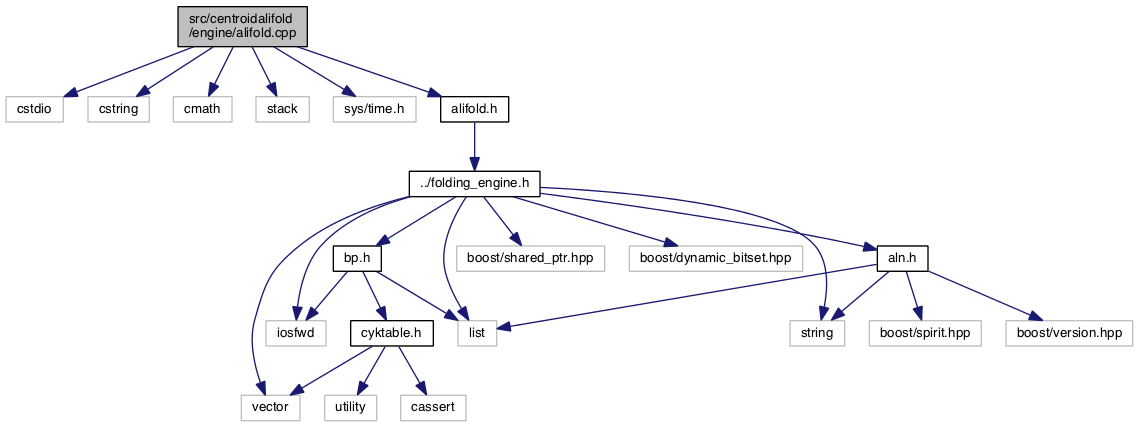 src/centroidalifold
/engine/alifold.cpp
cstdio
cstring
cmath
stack
sys/time.h
alifold.h
../folding_engine.h
bp.h
boost/shared_ptr.hpp
boost/dynamic_bitset.hpp
aln.h
iosfwd
cyktable.h
list
string
boost/spirit.hpp
boost/version.hpp
vector
utility
cassert